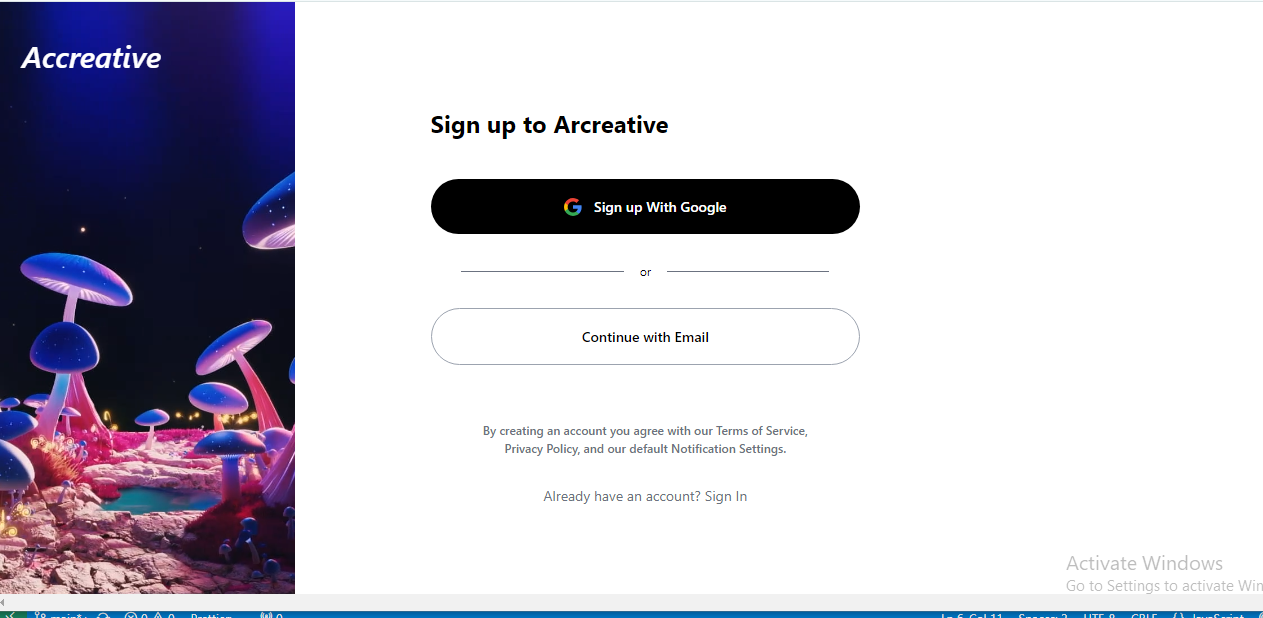 Accreative
Sign up to Arcreative
Sign up With Google
or
Continue with Email
By creating an account you agree with our Terms of Service,
Privacy Policy, and our default Notification Settings.
Already have an account? Sign In
Activate Windows
Go to Settings to activate Win